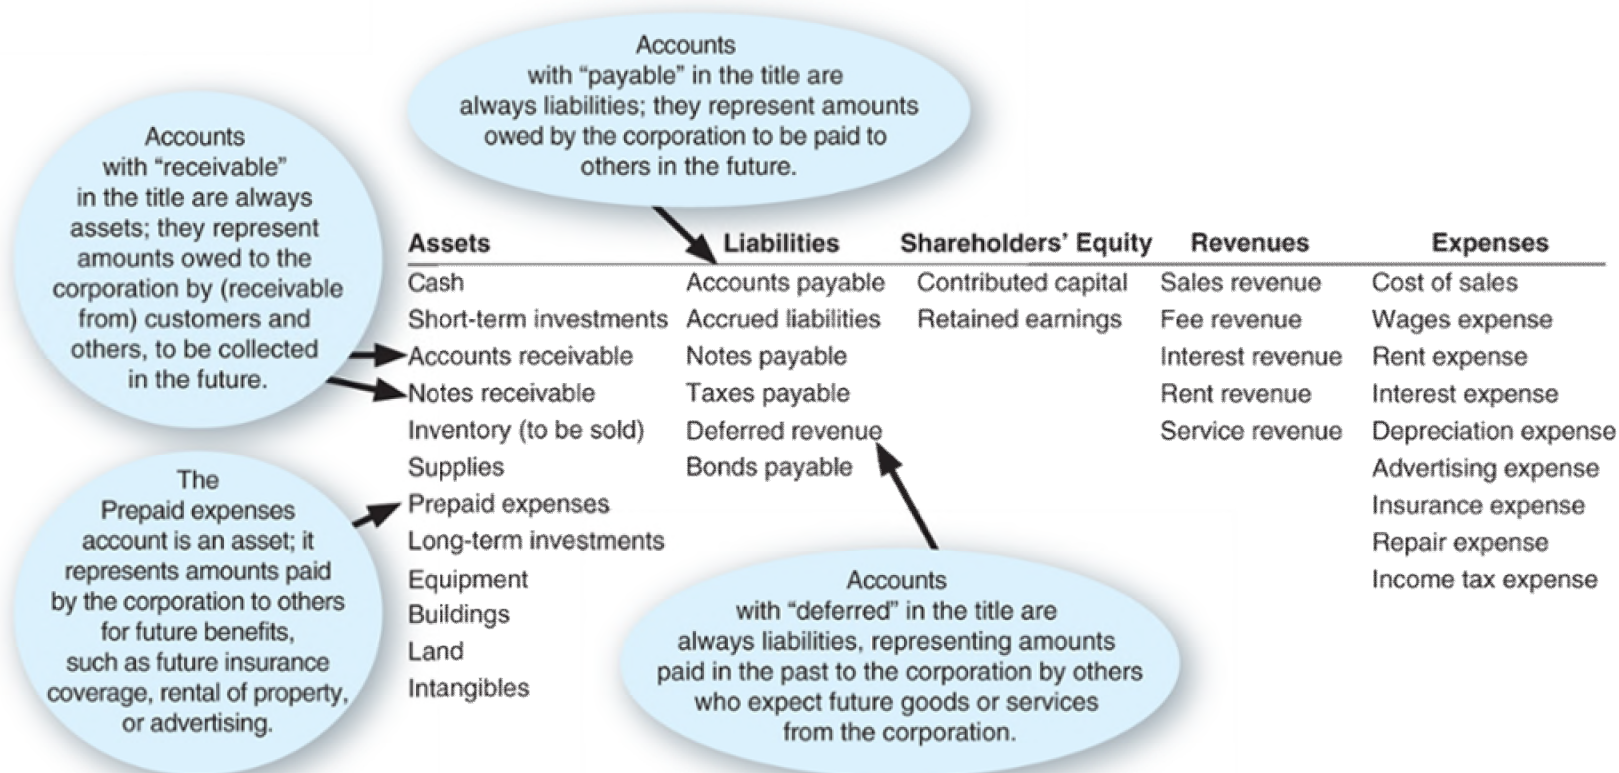 Accounts
with “payable” in the title are
always liabilities; they represent amounts
owed by the corporation to be paid to
others in the future.
Accounts
with “receivable”
in the title are always
assets; they represent
amounts owed to the
corporation by (receivable
from) customers and
others, to be collected
in the future.
The
Prepaid expenses
account is an asset; it
represents amounts paid
by the corporation to others
for future benefits,
such as future insurance
coverage, rental of property,
or advertising.
Assets Liabilities Shareholders’ Equity Revenues Expenses
Cash Accounts payable Contributed capital Sales revenue Cost of sales
Short-term investments Accrued liabilities Retained earnings Fee revenue Wages expense
Accounts receivable Notes payable Interest revenue Rent expense
Notes receivable Taxes payable Rent revenue Interest expense
Inventory (to be sold) Deferred revenue Service revenue Depreciation expense
Supplies Bonds payable Advertising expense
Prepaid expenses Insurance expense
Long-term investments Repair expense
Equipment Income tax expense
Buildings
Land
Intangibles
Accounts
with “deferred” in the title are
always liabilities, representing amounts
paid in the past to the corporation by others
who expect future goods or services
from the corporation.